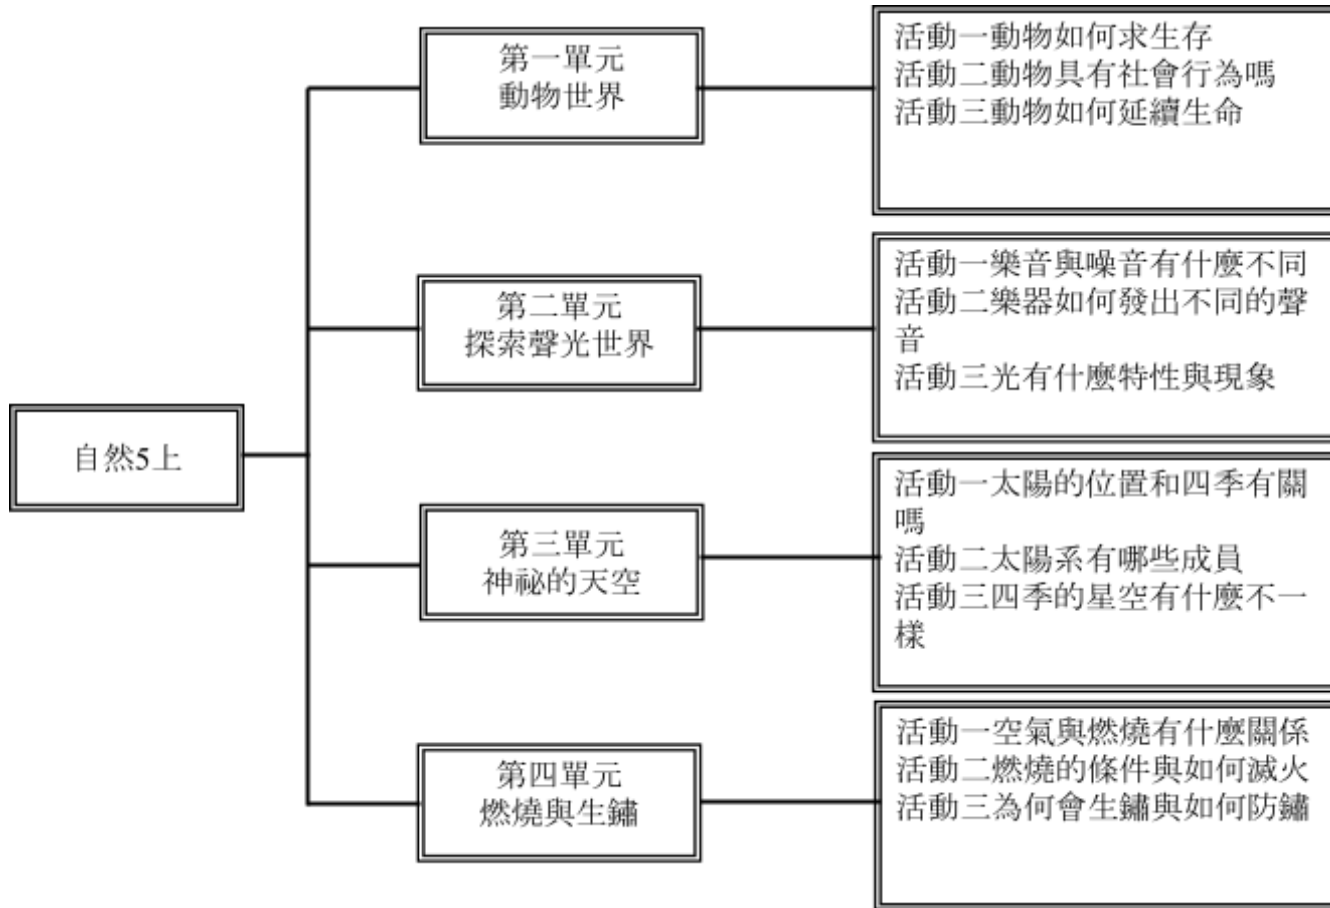 自然5上
第一單元
動物世界
活動一動物如何求生存
活動二動物具有社會行為嗎
活動三動物如何延續生命
第二單元
探索聲光世界
活動一樂音與噪音有什麼不同
活動二樂器如何發出不同的聲
音
活動三光有什麼特性與現象
第三單元
神祕的天空
活動一太陽的位置和四季有關
嗎
活動二太陽系有哪些成員
活動三四季的星空有什麼不一
樣
第四單元
燃燒與生鏽
活動一空氣與燃燒有什麼關係
活動二燃燒的條件與如何滅火
活動三為何會生鏽與如何防鏽